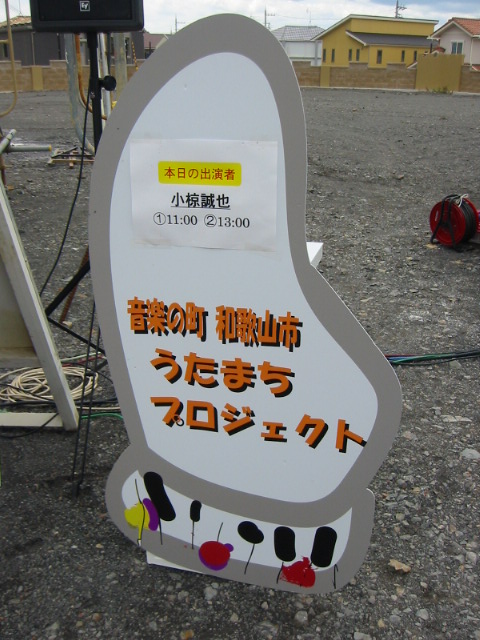 本日の出演者
小椋誠也
①11:00 ②13:00
音楽の町 和歌山市
うたまち
プロジェクト